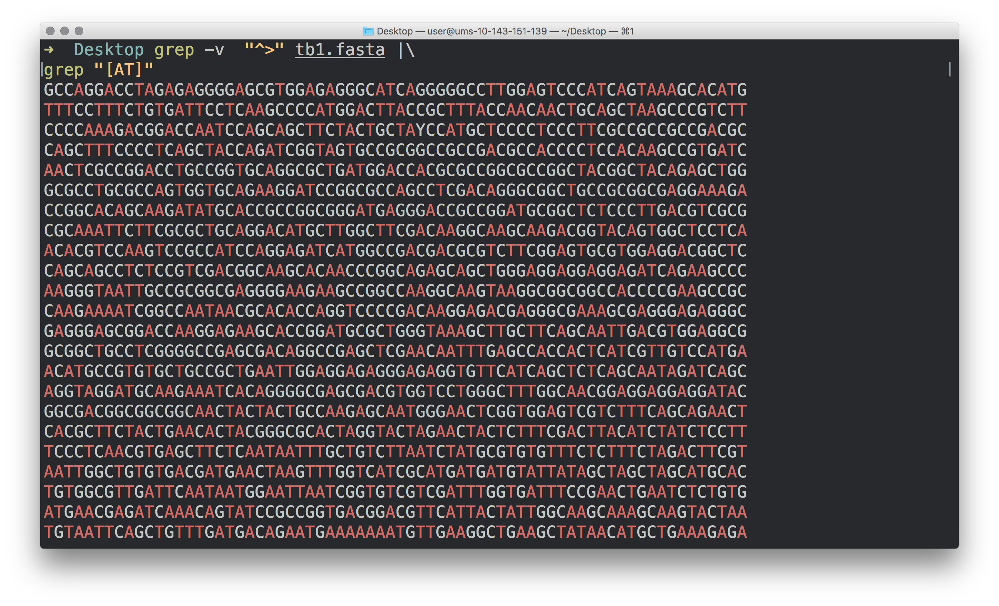 Desktop — user@ums-10-143-151-139 — ~/Desktop — ⌘1
➜  Desktop grep -v  "^>" tb1.fasta |\
grep "[AT]"
GCCAGGACCTAGAGAGGGGAGCGTGGAGAGGGCATCAGGGGGCCTTGGAGTCCCATCAGTAAAGCACATG
TTTCCTTTCTGTGATTCCTCAAGCCCCATGGACTTACCGCTTTACCAACAACTGCAGCTAAGCCCGTCTT
CCCCAAAGACGGACCAATCCAGCAGCTTCTACTGCTAYCCATGCTCCCCTCCCTTCGCCGCCGCCGACGC
CAGCTTTCCCCTCAGCTACCAGATCGGTAGTGCCGCGGCCGCCGACGCCACCCCTCCACAAGCCGTGATC
AACTCGCCGGACCTGCCGGTGCAGGCGCTGATGGACCACGCGCCGGCGCCGGCTACGGCTACAGAGCTGG
GCGCCTGCGCCAGTGGTGCAGAAGGATCCGGCGCCAGCCTCGACAGGGCGGCTGCCGCGGCGAGGAAAGA
CCGGCACAGCAAGATATGCACCGCCGGCGGGATGAGGGACCGCCGGATGCGGCTCTCCCTTGACGTCGCG
CGCAAATTCTTCGCGCTGCAGGACATGCTTGGCTTCGACAAGGCAAGCAAGACGGTACAGTGGCTCCTCA
ACACGTCCAAGTCCGCCATCCAGGAGATCATGGCCGACGACGCGTCTTCGGAGTGCGTGGAGGACGGCTC
CAGCAGCCTCTCCGTCGACGGCAAGCACAACCCGGCAGAGCAGCTGGGAGGAGGAGATCAGAAGCCC
AAGGGTAATTGCCGCGGCGAGGGGAAGAAGCCGGCCAAGGCAAGTAAGGCGGCGGCCACCCCGAAGCCGC
CAAGAAAATCGGCCAATAACGCACACCAGGTCCCCGACAAGGAGACGAGGGCGAAAGCGAGGGAGAGGGC
GAGGGAGCGGACCAAGGAGAAGCACCGGATGCGCTGGGTAAAGCTTGCTTCAGCAATTGACGTGGAGGCG
GCGGCTGCCTCGGGGCCGAGCGACAGGCCGAGCTCGAACAATTTGAGCCACCACTCATCGTTGTCCATGA
ACATGCCGTGTGCTGCCGCTGAATTGGAGGAGAGGGAGAGGTGTTCATCAGCTCTCAGCAATAGATCAGC
AGGTAGGATGCAAGAAATCACAGGGGCGAGCGACGTGGTCCTGGGCTTTGGCAACGGAGGAGGAGGATAC
GGCGACGGCGGCGGCAACTACTACTGCCAAGAGCAATGGGAACTCGGTGGAGTCGTCTTTCAGCAGAACT
CACGCTTCTACTGAACACTACGGGCGCACTAGGTACTAGAACTACTCTTTCGACTTACATCTATCTCCTT
TCCCTCAACGTGAGCTTCTCAATAATTTGCTGTCTTAATCTATGCGTGTGTTTCTCTTTCTAGACTTCGT
AATTGGCTGTGTGACGATGAACTAAGTTTGGTCATCGCATGATGATGTATTATAGCTAGCTAGCATGCAC
TGTGGCGTTGATTCAATAATGGAATTAATCGGTGTCGTCGATTTGGTGATTTCCGAACTGAATCTCTGTG
ATGAACGAGATCAAACAGTATCCGCCGGTGACGGACGTTCATTACTATTGGCAAGCAAAGCAAGTACTAA
TGTAATTCAGCTGTTTGATGACAGAATGAAAAAAATGTTGAAGGCTGAAGCTATAACATGCTGAAAGAGA